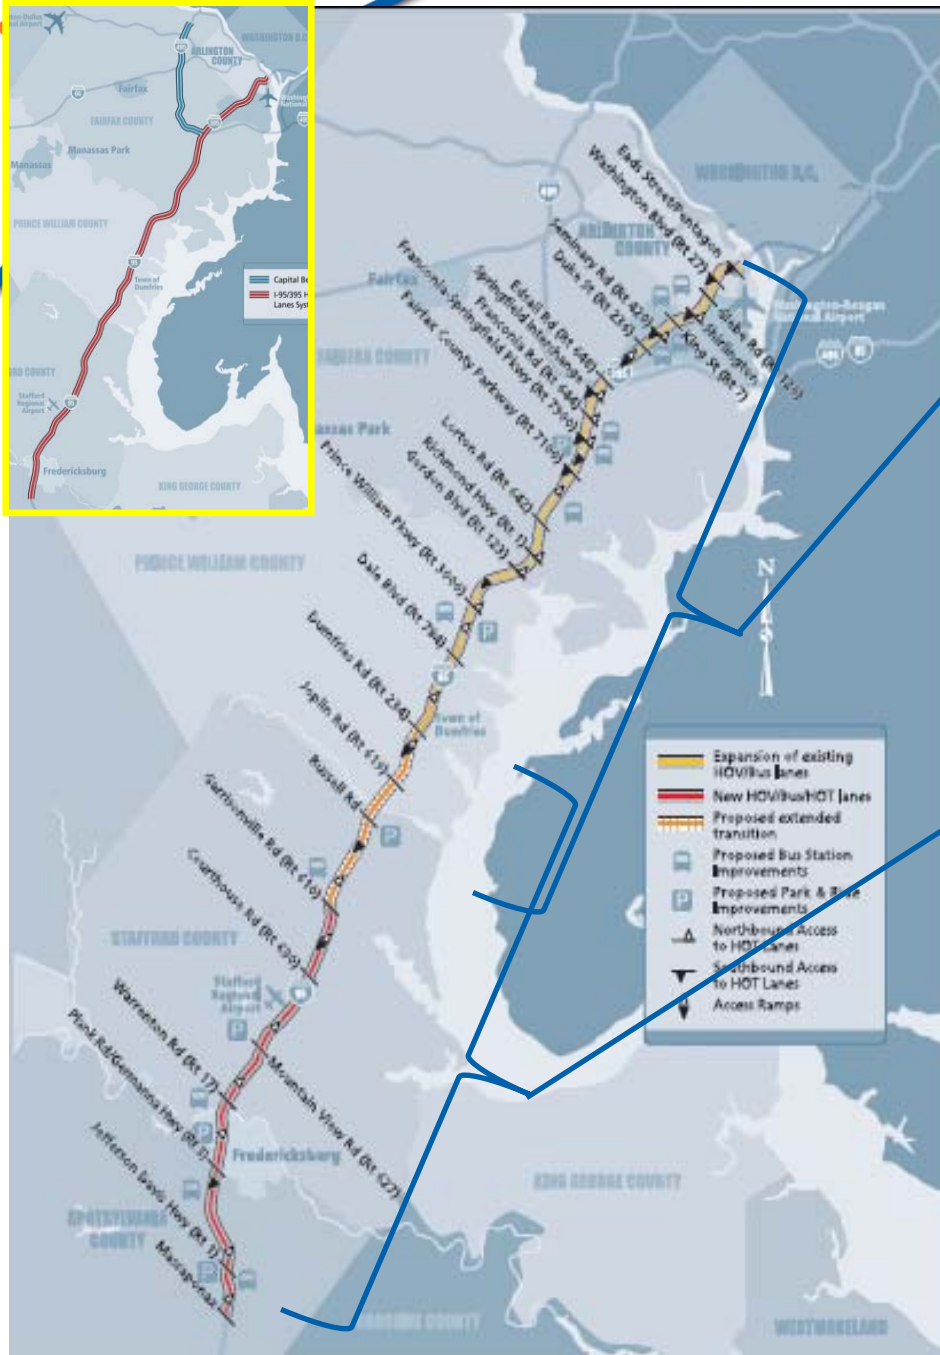 WASHINGTON D.C.
ARLINGTON
COUNTY
Fairfax
FAIRFAX COUNTY
Manassas Park
Manassas
PRINCE WILLIAM COUNTY
Town of
Dumfries
Capital Be
I-95/395 H
Lanes Syst
Stafford
Regional
Airport
Fredericksburg
KING GEORGE COUNTY
WASHINGTON D.C.
ARLINGTON
COUNTY
Fairfax
FAIRFAX COUNTY
assas Park
PRINCE WILLIAM COUNTY
Washington-Reagan
National Airport
Eads Street/Pentagon
Washington Blvd (Rt 27)
Seminary Rd (Rt 420)
Duke St (Rt 236)
Shirlington
King St (Rt 7)
Edsall Rd (Rt 648)
Springfield Interchange
Franconia Rd (Rt 644)
Franconia-Springfield Pkwy (Rt 7900)
Fairfax County Parkway (Rt 7100)
Lorton Rd (Rt 642)
Richmond Hwy (Rt 1)
Gordon Blvd (Rt 123)
Prince William Pkwy (Rt 3000)
Dale Blvd (Rt 784)
Dumfries Rd (Rt 234)
Town of
Dumfries
Joplin Rd (Rt 619)
Russell Rd
Garrisonville Rd (Rt 610)
Courthouse Rd (Rt 630)
STAFFORD COUNTY
Stafford
Regional
Airport
Warrenton Rd (Rt 17)
Mountain View Rd (Rt 627)
Plank Rd/Germanna Hwy (Rt 3)
Fredericksburg
Jefferson Davis Hwy (Rt 1)
SPOTSYLVANIA
COUNTY
Massaponax
KING GEORGE COUNTY
COUNTY
WESTMORELAND
N
Expansion of existing
HOV/Bus lanes
New HOV/Bus/HOT lanes
Proposed extended
transition
Proposed Bus Station
Improvements
Proposed Park & Ride
Improvements
Northbound Access
to HOT Lanes
Southbound Access
to HOT Lanes
Access Ramps